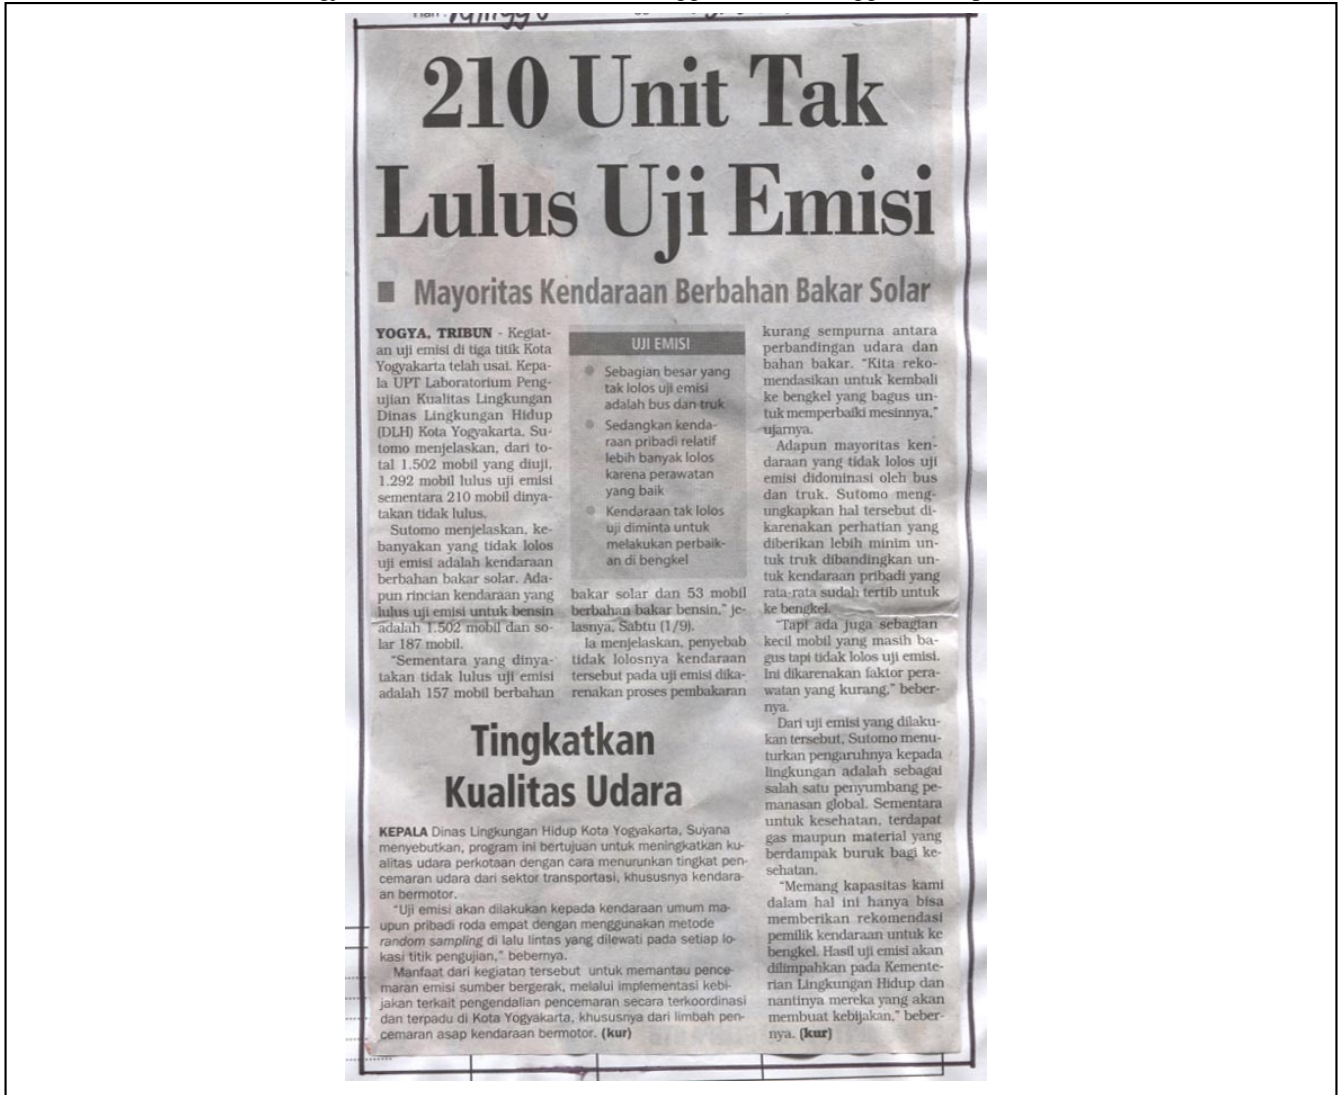 210 Unit Tak
Lulus Uji Emisi
■ Mayoritas Kendaraan Berbahan Bakar Solar
YOGYA, TRIBUN - Kegiat-
an uji emisi di tiga titik Kota
Yogyakarta telah usai. Kepa-
la UPT Laboratorium Peng-
ujian Kualitas Lingkungan
Dinas Lingkungan Hidup
(DLH) Kota Yogyakarta, Su-
tomo menjelaskan, dari to-
tal 1.502 mobil yang diuji,
1.292 mobil lulus uji emisi
sementara 210 mobil dinya-
takan tidak lulus.
Sutomo menjelaskan, ke-
banyakan yang tidak lolos
uji emisi adalah kendaraan
berbahan bakar solar. Ada-
pun rincian kendaraan yang
lulus uji emisi untuk bensin
adalah 1.502 mobil dan so-
lar 187 mobil.
"Sementara yang dinya-
takan tidak lulus uji emisi
adalah 157 mobil berbahan
UJI EMISI
● Sebagian besar yang
tak lolos uji emisi
adalah bus dan truk
● Sedangkan kenda-
raan pribadi relatif
lebih banyak lolos
karena perawatan
yang baik
● Kendaraan tak lolos
uji diminta untuk
melakukan perbaik-
an di bengkel
bakar solar dan 53 mobil
berbahan bakar bensin," je-
lasnya, Sabtu (1/9).
Ia menjelaskan, penyebab
tidak lolosnya kendaraan
tersebut pada uji emisi dika-
renakan proses pembakaran
kurang sempurna antara
perbandingan udara dan
bahan bakar. "Kita reko-
mendasikan untuk kembali
ke bengkel yang bagus un-
tuk memperbaiki mesinnya,"
ujarnya.
Adapun mayoritas ken-
daraan yang tidak lolos uji
emisi didominasi oleh bus
dan truk. Sutomo meng-
ungkapkan hal tersebut di-
karenakan perhatian yang
diberikan lebih minim un-
tuk truk dibandingkan un-
tuk kendaraan pribadi yang
rata-rata sudah tertib untuk
ke bengkel.
"Tapi ada juga sebagian
kecil mobil yang masih ba-
gus tapi tidak lolos uji emisi.
Ini dikarenakan faktor pera-
watan yang kurang," beber-
nya.
Dari uji emisi yang dilaku-
kan tersebut, Sutomo menu-
turkan pengaruhnya kepada
lingkungan adalah sebagai
salah satu penyumbang pe-
manasan global. Sementara
untuk kesehatan, terdapat
gas maupun material yang
berdampak buruk bagi ke-
sehatan.
"Memang kapasitas kami
dalam hal ini hanya bisa
memberikan rekomendasi
pemilik kendaraan untuk ke
bengkel. Hasil uji emisi akan
dilimpahkan pada Kemente-
rian Lingkungan Hidup dan
nantinya mereka yang akan
membuat kebijakan," beber-
nya. (kur)
Tingkatkan
Kualitas Udara
KEPALA Dinas Lingkungan Hidup Kota Yogyakarta, Suyana
menyebutkan, program ini bertujuan untuk meningkatkan ku-
alitas udara perkotaan dengan cara menurunkan tingkat pen-
cemaran udara dari sektor transportasi, khususnya kendara-
an bermotor.
"Uji emisi akan dilakukan kepada kendaraan umum ma-
upun pribadi roda empat dengan menggunakan metode
random sampling di lalu lintas yang dilewati pada setiap lo-
kasi titik pengujian," bebernya.
Manfaat dari kegiatan tersebut untuk memantau pence-
maran emisi sumber bergerak, melalui implementasi kebi-
jakan terkait pengendalian pencemaran secara terkoordinasi
dan terpadu di Kota Yogyakarta, khususnya dari limbah pen-
cemaran asap kendaraan bermotor. (kur)